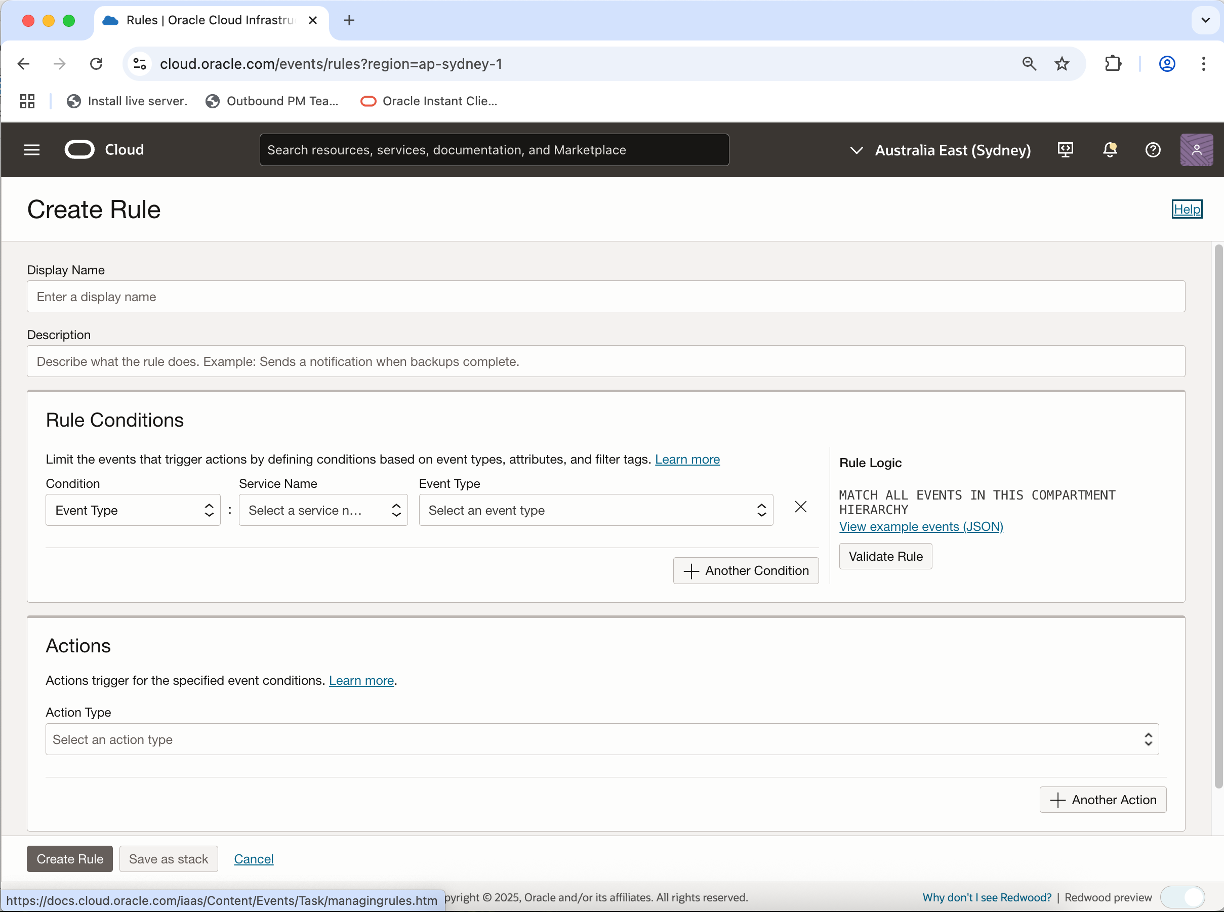 Rules | Oracle Cloud Infrastru
cloud.oracle.com/events/rules?region=ap-sydney-1
Install live server.
Outbound PM Tea...
Oracle Instant Clie...
Cloud
Search resources, services, documentation, and Marketplace
Australia East (Sydney)
Create Rule
Help
Display Name
Enter a display name
Description
Describe what the rule does. Example: Sends a notification when backups complete.
Rule Conditions
Limit the events that trigger actions by defining conditions based on event types, attributes, and filter tags. Learn more
Condition
Service Name
Event Type
Event Type
:
Select a service n...
Select an event type
Another Condition
Rule Logic
MATCH ALL EVENTS IN THIS COMPARTMENT
HIERARCHY
View example events (JSON)
Validate Rule
Actions
Actions trigger for the specified event conditions. Learn more.
Action Type
Select an action type
Another Action
Create Rule
Save as stack
Cancel
https://docs.cloud.oracle.com/iaas/Content/Events/Task/managingrules.htm
pyright © 2025, Oracle and/or its affiliates. All rights reserved.
Why don't I see Redwood? | Redwood preview